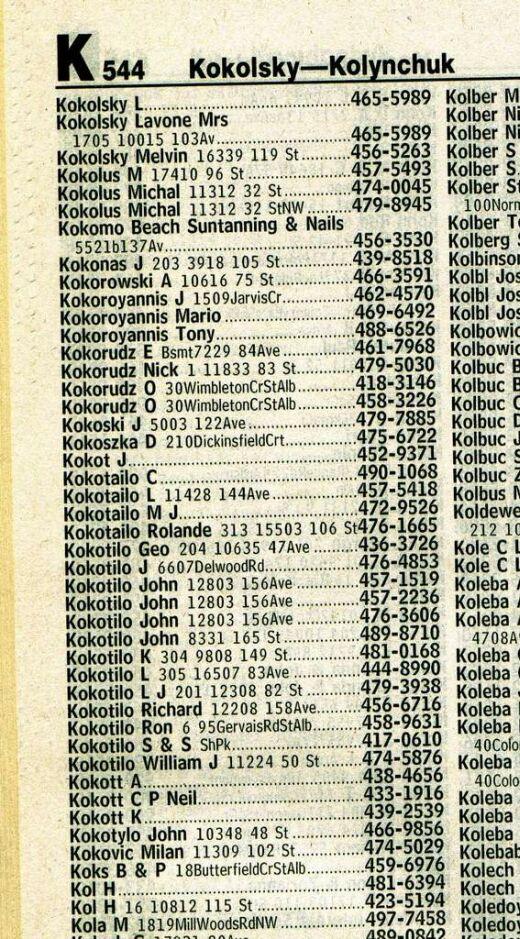 K 544 Kokolsky—Kolynchuk
Kokolsky L 465-5989
Kokolsky Lavone Mrs
1705 10015 103Av 465-5989
Kokolsky Melvin 16339 119 St 456-5263
Kokolus M 17410 96 St 457-5493
Kokolus Michal 11312 32 St 474-0045
Kokolus Michal 11312 32 StNW 479-8945
Kokomo Beach Suntanning & Nails
5521b137Av 456-3530
Kokonas J 203 3918 105 St 439-8518
Kokorowski A 10616 75 St 466-3591
Kokoroyannis J 1509JarvisCr 462-4570
Kokoroyannis Mario 469-6492
Kokoroyannis Tony 488-6526
Kokorudz E Bsmt7229 84Ave 461-7968
Kokorudz Nick 1 11833 83 St 479-5030
Kokorudz O 30WimbletonCrStAlb 418-3146
Kokorudz O 30WimbletonCrStAlb 458-3226
Kokoski J 5003 122Ave 479-7885
Kokoszka D 210DickinsfieldCrt 475-6722
Kokot J 452-9371
Kokotailo C 490-1068
Kokotailo L 11428 144Ave 457-5418
Kokotailo M J 472-9526
Kokotailo Rolande 313 15503 106 St 476-1665
Kokotilo Geo 204 10635 47Ave 436-3726
Kokotilo J 6607DelwoodRd 476-4853
Kokotilo John 12803 156Ave 457-1519
Kokotilo John 12803 156Ave 457-2236
Kokotilo John 12803 156Ave 476-3606
Kokotilo John 8331 165 St 489-8710
Kokotilo K 304 9808 149 St 481-0168
Kokotilo L 305 16507 83Ave 444-8990
Kokotilo L J 201 12308 82 St 479-3938
Kokotilo Richard 12208 158Ave 456-6716
Kokotilo Ron 6 95GervaisRdStAlb 458-9631
Kokotilo S & S ShPk 417-0610
Kokotilo William J 11224 50 St 474-5876
Kokott A 438-4656
Kokott C P Neil 433-1916
Kokott K 439-2539
Kokotylo John 10348 48 St 466-9856
Kokovic Milan 11309 102 St 474-5029
Koks B & P 18ButterfieldCrStAlb 459-6976
Kol H 481-6394
Kol H 16 10812 115 St 423-5194
Kola M 1819MillWoodsRdNW 497-7458
Kolber M
Kolber Ni
Kolber Ni
Kolber S
Kolber S
Kolber St
100Norm
Kolber T
Kolberg
Kolbinson
Kolbl Jos
Kolbl Jos
Kolbl Jos
Kolbowic
Kolbowic
Kolbuc B
Kolbuc B
Kolbuc C
Kolbuc D
Kolbuc J
Kolbuc S
Kolbuc Z
Kolbus M
Koldewe
212 10
Kole C L
Kole C L
Koleba
Koleba
Koleba
4708A
Koleba
Koleba
Koleba
Koleba
Koleba
40Colo
Koleba
40Colo
Koleba
Koleba
Koleba
Kolebab
Kolech
Kolech
Koledoy
Koledoy